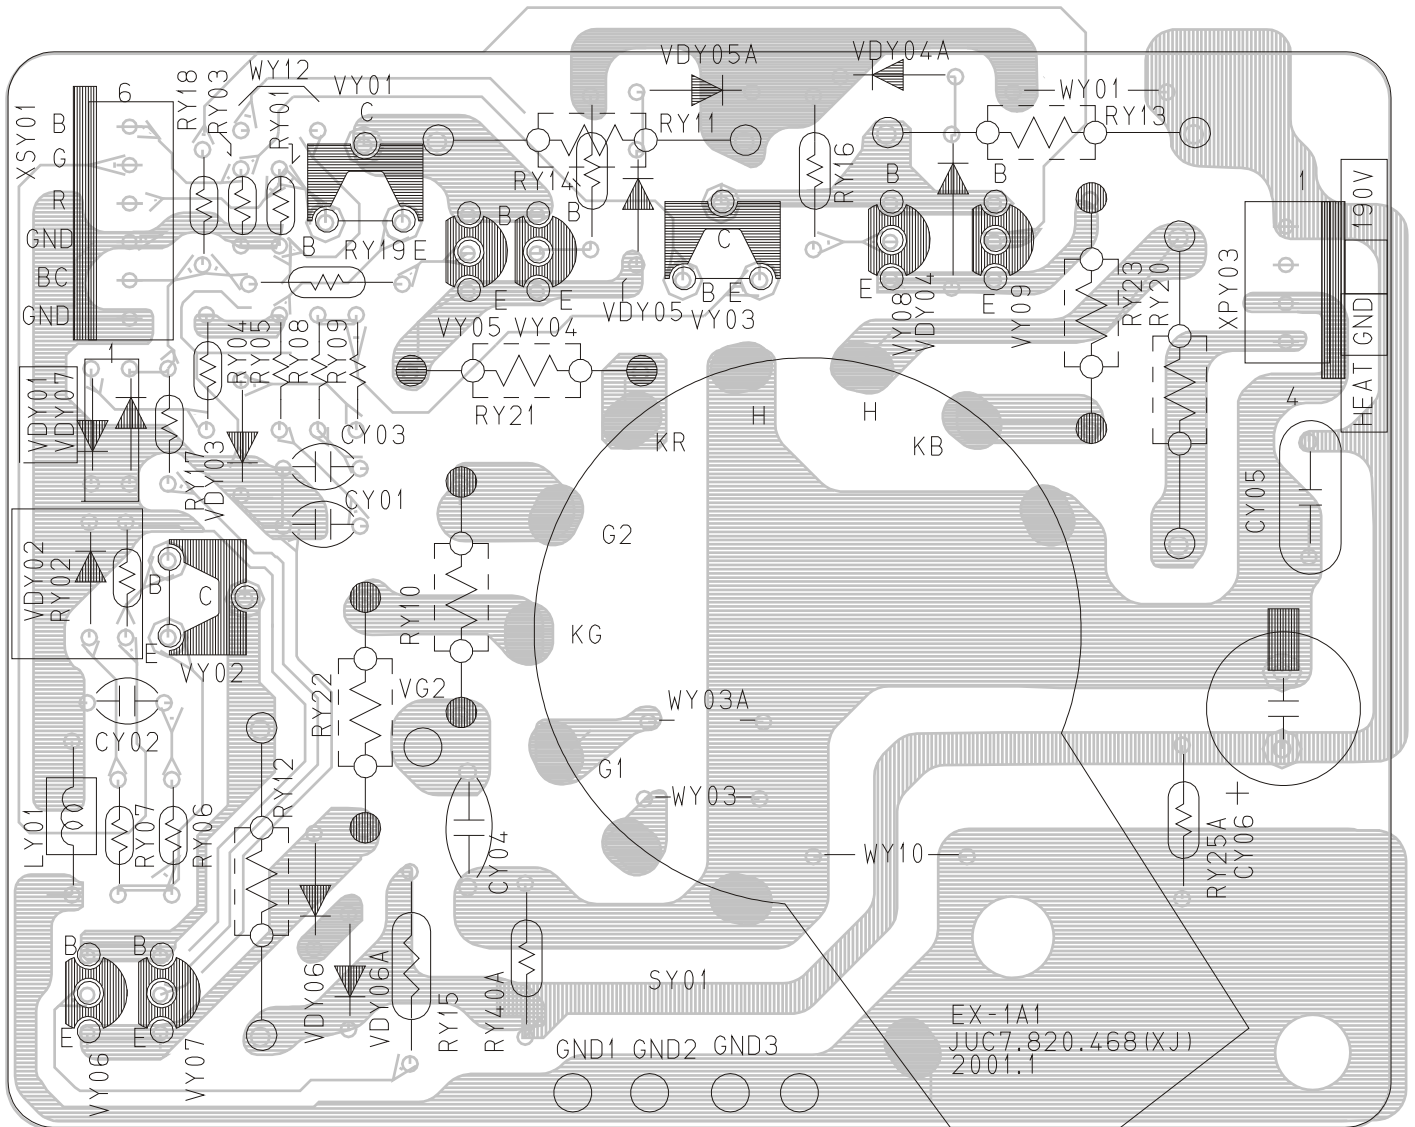 VDY05A
VDY04A
WY12
VY01
WY01
RY18
RY03
RY01
XSY01
6
C
RY11
RY13
B
G
R
GND
BC
GND
RY14
RY16
B
B
B
B
1
190V
B
RY19
E
C
E
E
B
E
E
E
VDY05
VY03
VY08
VDY04
VY09
RY23
RY20
XPY03
GND
HEAT
4
VY05
VY04
RY04
RY05
RY08
RY09
1
VDY01
VDY07
RY21
H
H
KR
KB
CY03
RY17
VDY03
CY01
CY05
G2
VDY02
RY02
B
C
E
VY02
RY10
KG
RY22
VG2
WY03A
CY02
G1
WY03
RY12
LY01
RY07
RY06
CY04
WY10
RY25A
CY06
+
B
B
E
E
VY06
VY07
VDY06
VDY06A
RY15
RY40A
SY01
GND1
GND2
GND3
EX-1A1
JUC7.820.468(XJ)
2001.1